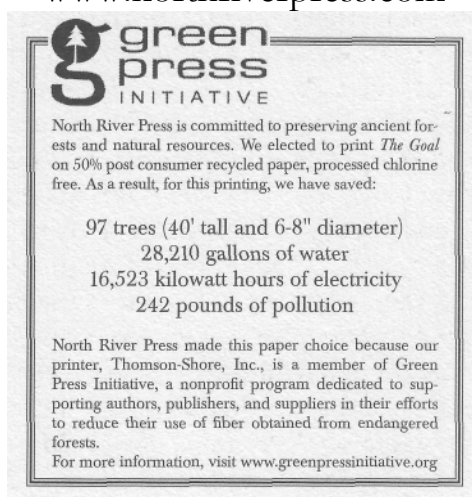 www.northriverpress.com
green
press
INITIATIVE
North River Press is committed to preserving ancient for-
ests and natural resources. We elected to print The Goal
on 50% post consumer recycled paper, processed chlorine
free. As a result, for this printing, we have saved:
97 trees (40' tall and 6-8" diameter)
28,210 gallons of water
16,523 kilowatt hours of electricity
242 pounds of pollution
North River Press made this paper choice because our
printer, Thomson-Shore, Inc., is a member of Green
Press Initiative, a nonprofit program dedicated to sup-
porting authors, publishers, and suppliers in their efforts
to reduce their use of fiber obtained from endangered
forests.
For more information, visit www.greenpressinitiative.org